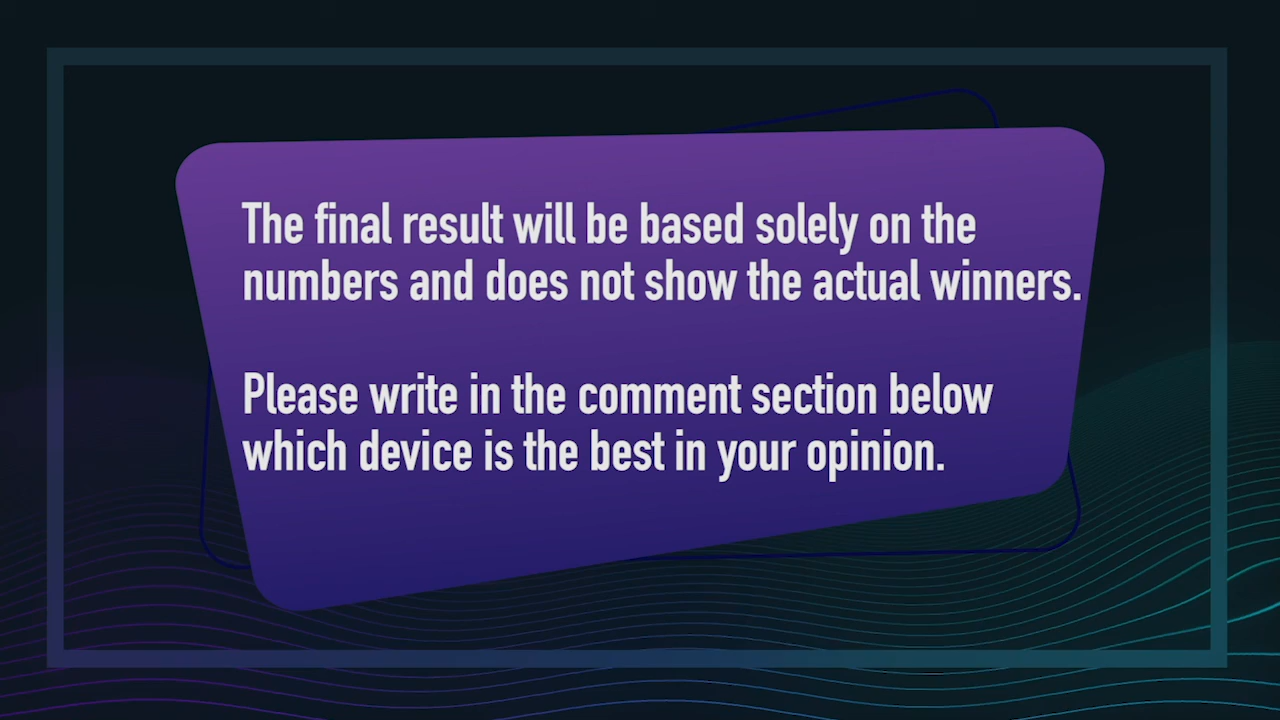 The final result will be based solely on the
numbers and does not show the actual winners.
Please write in the comment section below
which device is the best in your opinion.